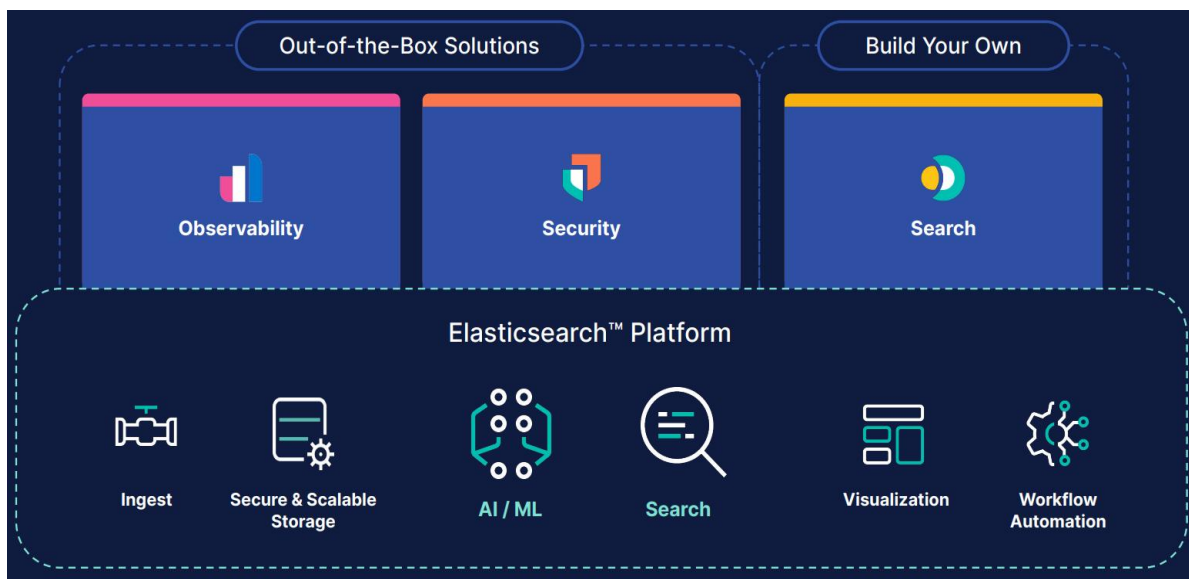 Out-of-the-Box Solutions
Build Your Own
Observability
Security
Search
Elasticsearch™ Platform
Ingest
Secure & Scalable
Storage
AI / ML
Search
Visualization
Workflow
Automation